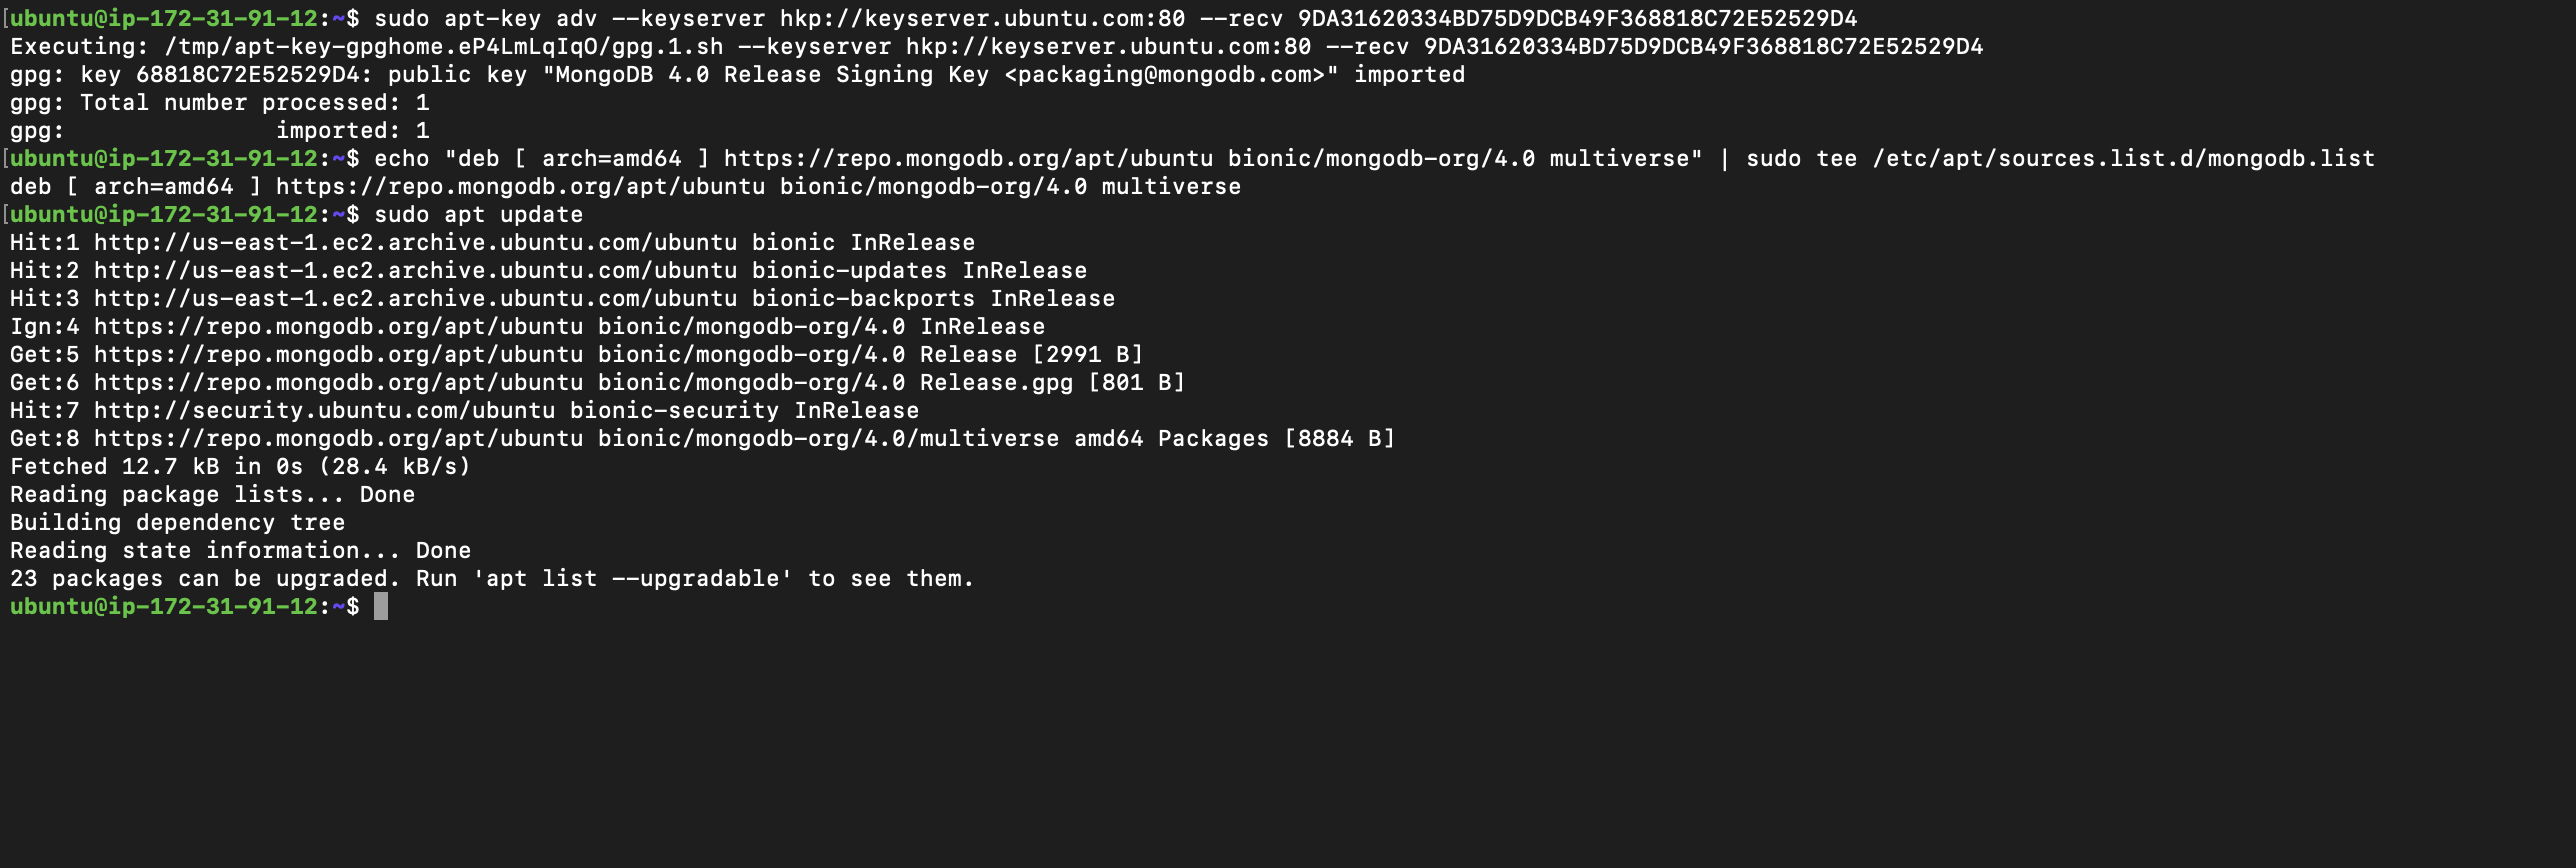 [ubuntu@ip-172-31-91-12:~$ sudo apt-key adv --keyserver hkp://keyserver.ubuntu.com:80 --recv 9DA31620334BD75D9DCB49F368818C72E52529D4
Executing: /tmp/apt-key-gpghome.eP4LmLqIqO/gpg.1.sh --keyserver hkp://keyserver.ubuntu.com:80 --recv 9DA31620334BD75D9DCB49F368818C72E52529D4
gpg: key 68818C72E52529D4: public key "MongoDB 4.0 Release Signing Key <packaging@mongodb.com>" imported
gpg: Total number processed: 1
gpg:               imported: 1
[ubuntu@ip-172-31-91-12:~$ echo "deb [ arch=amd64 ] https://repo.mongodb.org/apt/ubuntu bionic/mongodb-org/4.0 multiverse" | sudo tee /etc/apt/sources.list.d/mongodb.list
deb [ arch=amd64 ] https://repo.mongodb.org/apt/ubuntu bionic/mongodb-org/4.0 multiverse
[ubuntu@ip-172-31-91-12:~$ sudo apt update
Hit:1 http://us-east-1.ec2.archive.ubuntu.com/ubuntu bionic InRelease
Hit:2 http://us-east-1.ec2.archive.ubuntu.com/ubuntu bionic-updates InRelease
Hit:3 http://us-east-1.ec2.archive.ubuntu.com/ubuntu bionic-backports InRelease
Ign:4 https://repo.mongodb.org/apt/ubuntu bionic/mongodb-org/4.0 InRelease
Get:5 https://repo.mongodb.org/apt/ubuntu bionic/mongodb-org/4.0 Release [2991 B]
Get:6 https://repo.mongodb.org/apt/ubuntu bionic/mongodb-org/4.0 Release.gpg [801 B]
Hit:7 http://security.ubuntu.com/ubuntu bionic-security InRelease
Get:8 https://repo.mongodb.org/apt/ubuntu bionic/mongodb-org/4.0/multiverse amd64 Packages [8884 B]
Fetched 12.7 kB in 0s (28.4 kB/s)
Reading package lists... Done
Building dependency tree
Reading state information... Done
23 packages can be upgraded. Run 'apt list --upgradable' to see them.
ubuntu@ip-172-31-91-12:~$